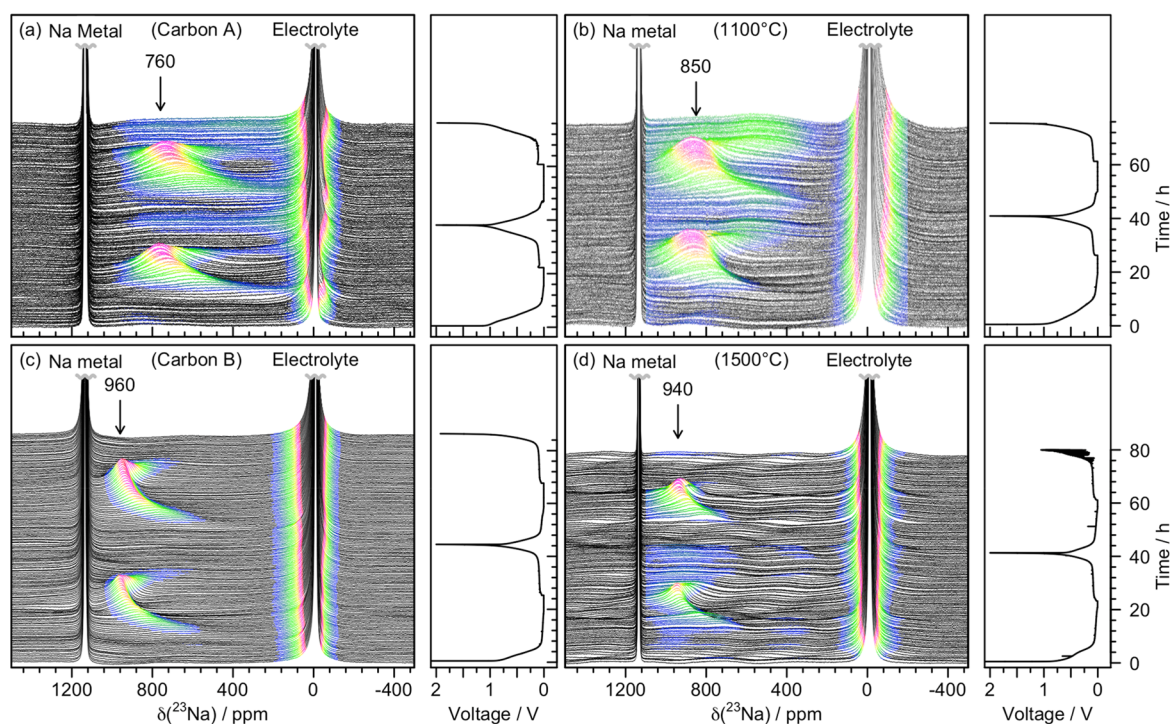 (a) Na Metal (Carbon A) Electrolyte
760
(b) Na metal (1100°C) Electrolyte
850
60
40
20
0
Time / h
(c) Na metal (Carbon B) Electrolyte
960
(d) Na metal (1500°C) Electrolyte
940
80
60
40
20
0
Time / h
1200 800 400 0 -400
2 1 0
1200 800 400 0 -400
2 1 0
δ(²³Na) / ppm
Voltage / V
δ(²³Na) / ppm
Voltage / V